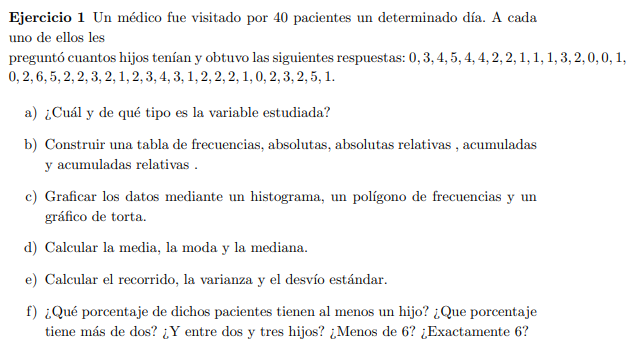 Ejercicio 1 Un médico fue visitado por 40 pacientes un determinado día. A cada
uno de ellos les
preguntó cuantos hijos tenían y obtuvo las siguientes respuestas: 0, 3, 4, 5, 4, 4, 2, 2, 1, 1, 1, 3, 2, 0, 0, 1,
0, 2, 6, 5, 2, 2, 3, 2, 1, 2, 3, 4, 3, 1, 2, 2, 2, 1, 0, 2, 3, 2, 5, 1.
a) ¿Cuál y de qué tipo es la variable estudiada?
b) Construir una tabla de frecuencias, absolutas, absolutas relativas , acumuladas
y acumuladas relativas .
c) Graficar los datos mediante un histograma, un polígono de frecuencias y un
gráfico de torta.
d) Calcular la media, la moda y la mediana.
e) Calcular el recorrido, la varianza y el desvío estándar.
f) ¿Qué porcentaje de dichos pacientes tienen al menos un hijo? ¿Que porcentaje
tiene más de dos? ¿Y entre dos y tres hijos? ¿Menos de 6? ¿Exactamente 6?